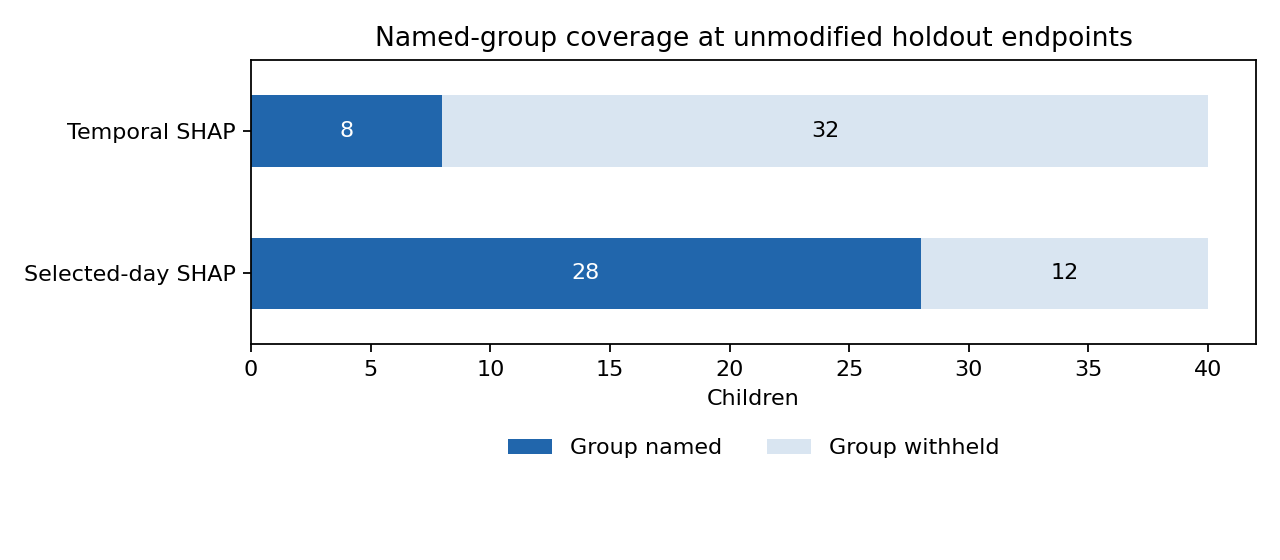 Named-group coverage at unmodified holdout endpoints
Temporal SHAP
8
32
Selected-day SHAP
28
12
0 5 10 15 20 25 30 35 40
Children
Group named
Group withheld